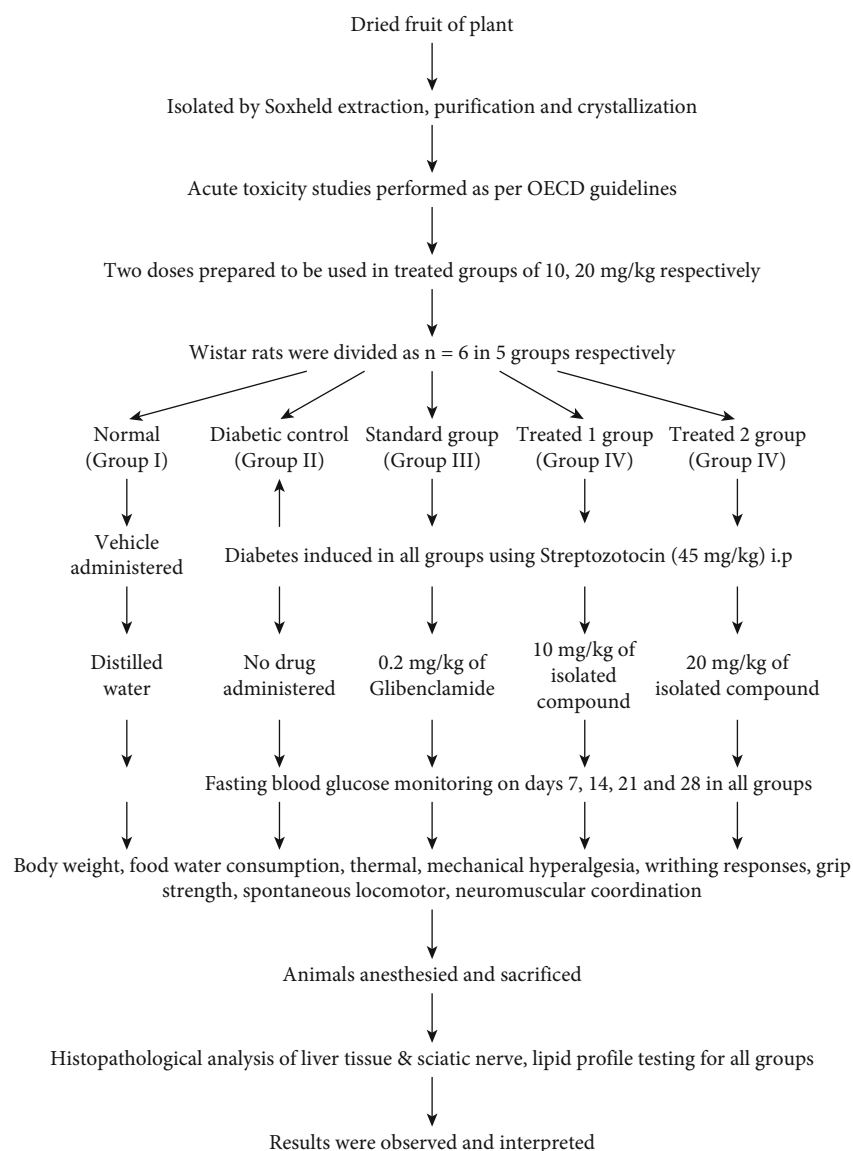 Dried fruit of plant
Isolated by Soxheld extraction, purification and crystallization
Acute toxicity studies performed as per OECD guidelines
Two doses prepared to be used in treated groups of 10, 20 mg/kg respectively
Wistar rats were divided as n = 6 in 5 groups respectively
Normal
(Group I)
Diabetic control
(Group II)
Standard group
(Group III)
Treated 1 group
(Group IV)
Treated 2 group
(Group IV)
Vehicle
administered
Diabetes induced in all groups using Streptozotocin (45 mg/kg) i.p
Distilled
water
No drug
administered
0.2 mg/kg of
Glibenclamide
10 mg/kg of
isolated
compound
20 mg/kg of
isolated compound
Fasting blood glucose monitoring on days 7, 14, 21 and 28 in all groups
Body weight, food water consumption, thermal, mechanical hyperalgesia, writhing responses, grip
strength, spontaneous locomotor, neuromuscular coordination
Animals anesthesied and sacrificed
Histopathological analysis of liver tissue & sciatic nerve, lipid profile testing for all groups
Results were observed and interpreted